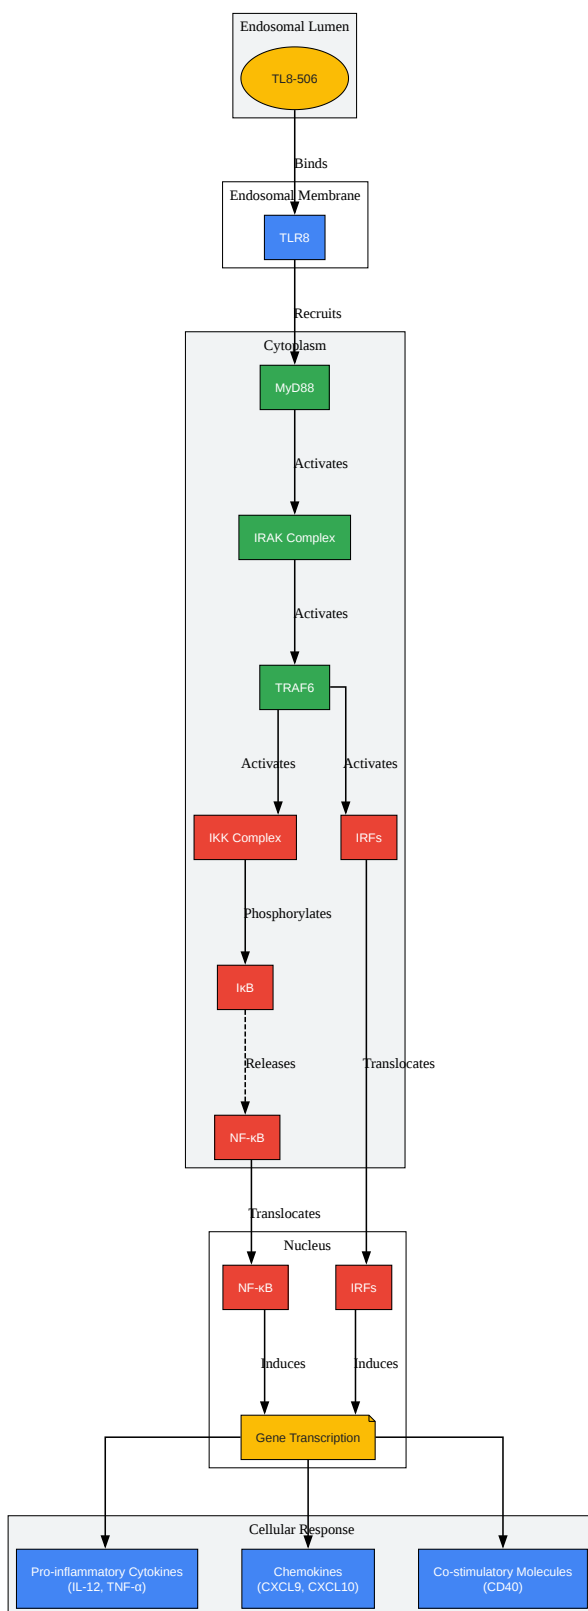 Endosomal Lumen
TL8-506
Binds
Endosomal Membrane
TLR8
Recruits
Cytoplasm
MyD88
Activates
IRAK Complex
Activates
TRAF6
Activates
Activates
IKK Complex
IRFs
Phosphorylates
IκB
Releases
Translocates
NF-κB
Translocates
Nucleus
NF-κB
IRFs
Induces
Induces
Gene Transcription
Cellular Response
Pro-inflammatory Cytokines
(IL-12, TNF-α)
Chemokines
(CXCL9, CXCL10)
Co-stimulatory Molecules
(CD40)